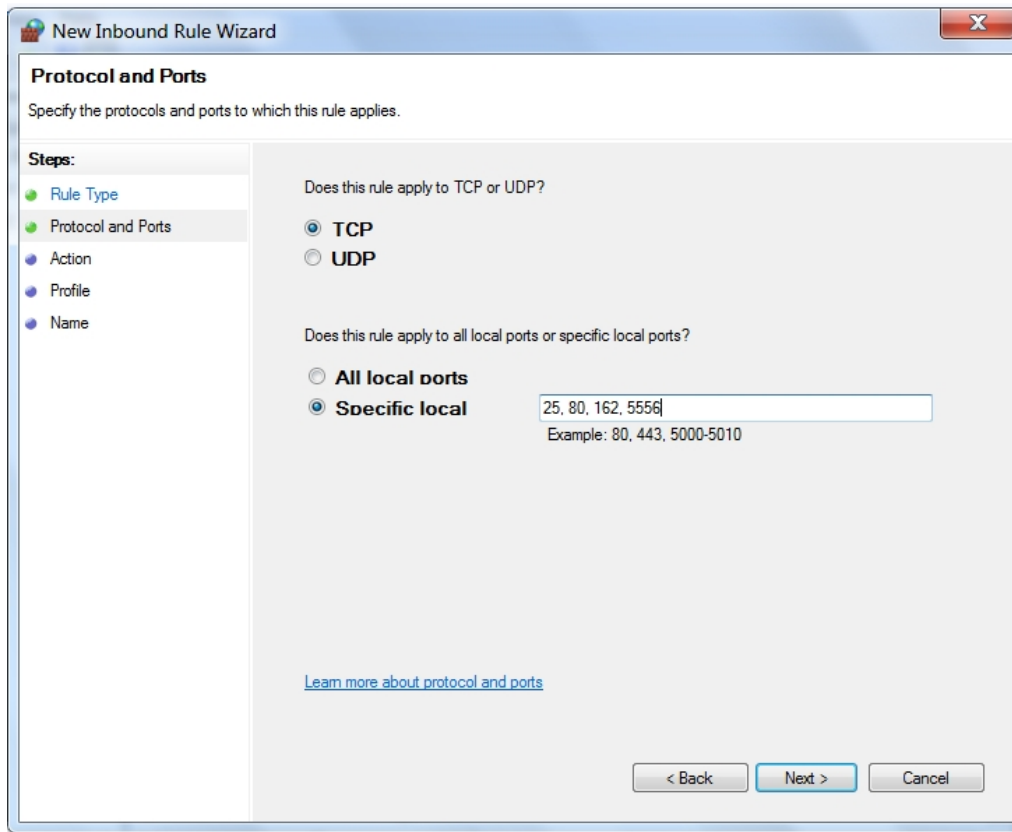 New Inbound Rule Wizard
X
Protocol and Ports
Specify the protocols and ports to which this rule applies.
Steps:
Rule Type
Protocol and Ports
Action
Profile
Name
Does this rule apply to TCP or UDP?
TCP
UDP
Does this rule apply to all local ports or specific local ports?
All local ports
Specific local
25, 80, 162, 5556
Example: 80, 443, 5000-5010
Learn more about protocol and ports
< Back Next > Cancel